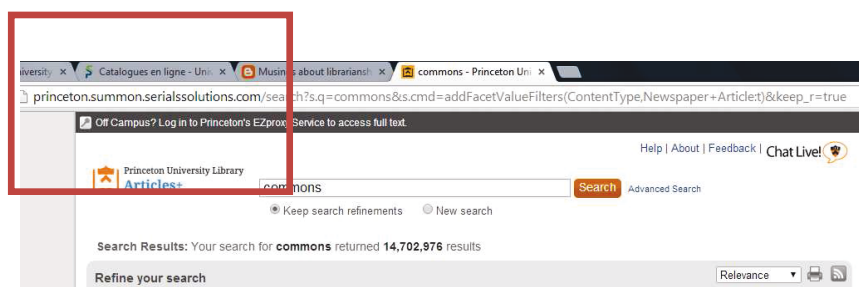 iversity × Catalogues en ligne - Uni × Musings about librariansh × commons - Princeton Uni ×
princeton.summon.serialssolutions.com/search?s.q=commons&s.cmd=addFacetValueFilters(ContentType,Newspaper+Article:t)&keep_r=true
Off Campus? Log in to Princeton's EZproxy Service to access full text.
Help | About | Feedback | Chat Live!
Princeton University Library
Articles+
commons Search Advanced Search
Keep search refinements New search
Search Results: Your search for commons returned 14,702,976 results
Refine your search Relevance